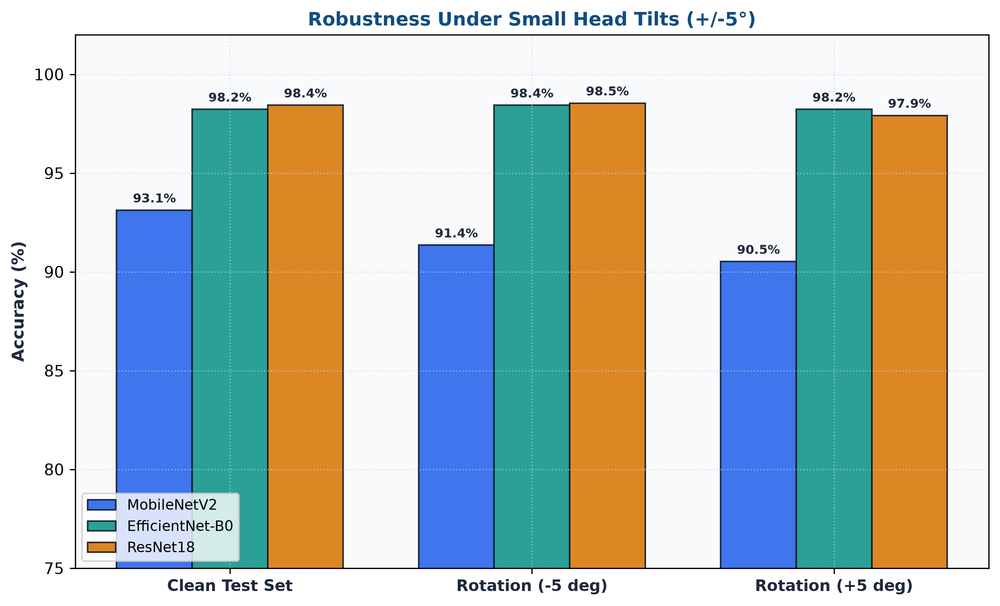 Robustness Under Small Head Tilts (+/-5°)
Accuracy (%)
100
95
90
85
80
75
93.1%
98.2%
98.4%
91.4%
98.4%
98.5%
90.5%
98.2%
97.9%
MobileNetV2
EfficientNet-B0
ResNet18
Clean Test Set
Rotation (-5 deg)
Rotation (+5 deg)